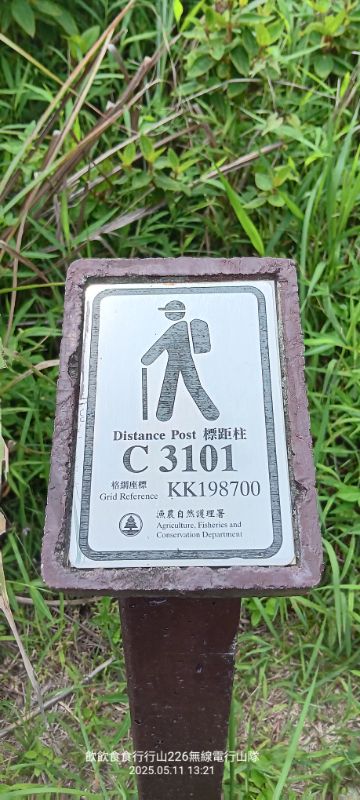 Distance Post 標距柱
C 3101
格網座標
Grid Reference KK198700
漁農自然護理署
Agriculture, Fisheries and
Conservation Department
飲飲食食行行山226無線電行山隊
2025.05.11 13:21